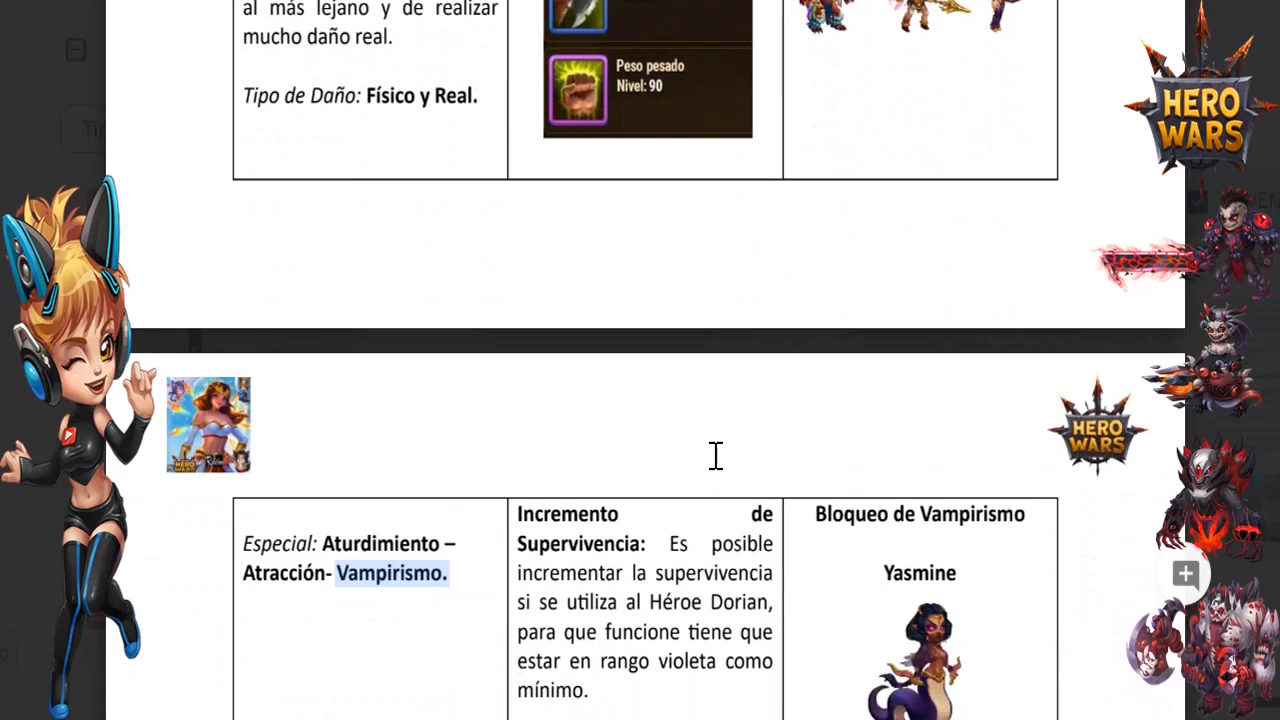 al más lejano y de realizar
mucho daño real.
Tipo de Daño: Físico y Real.
Peso pesado
Nivel: 90
HERO
WARS
HERO
WARS
Especial: Aturdimiento –
Atracción- Vampirismo.
Incremento de
Supervivencia: Es posible
incrementar la supervivencia
si se utiliza al Héroe Dorian,
para que funcione tiene que
estar en rango violeta como
mínimo.
Bloqueo de Vampirismo
Yasmine